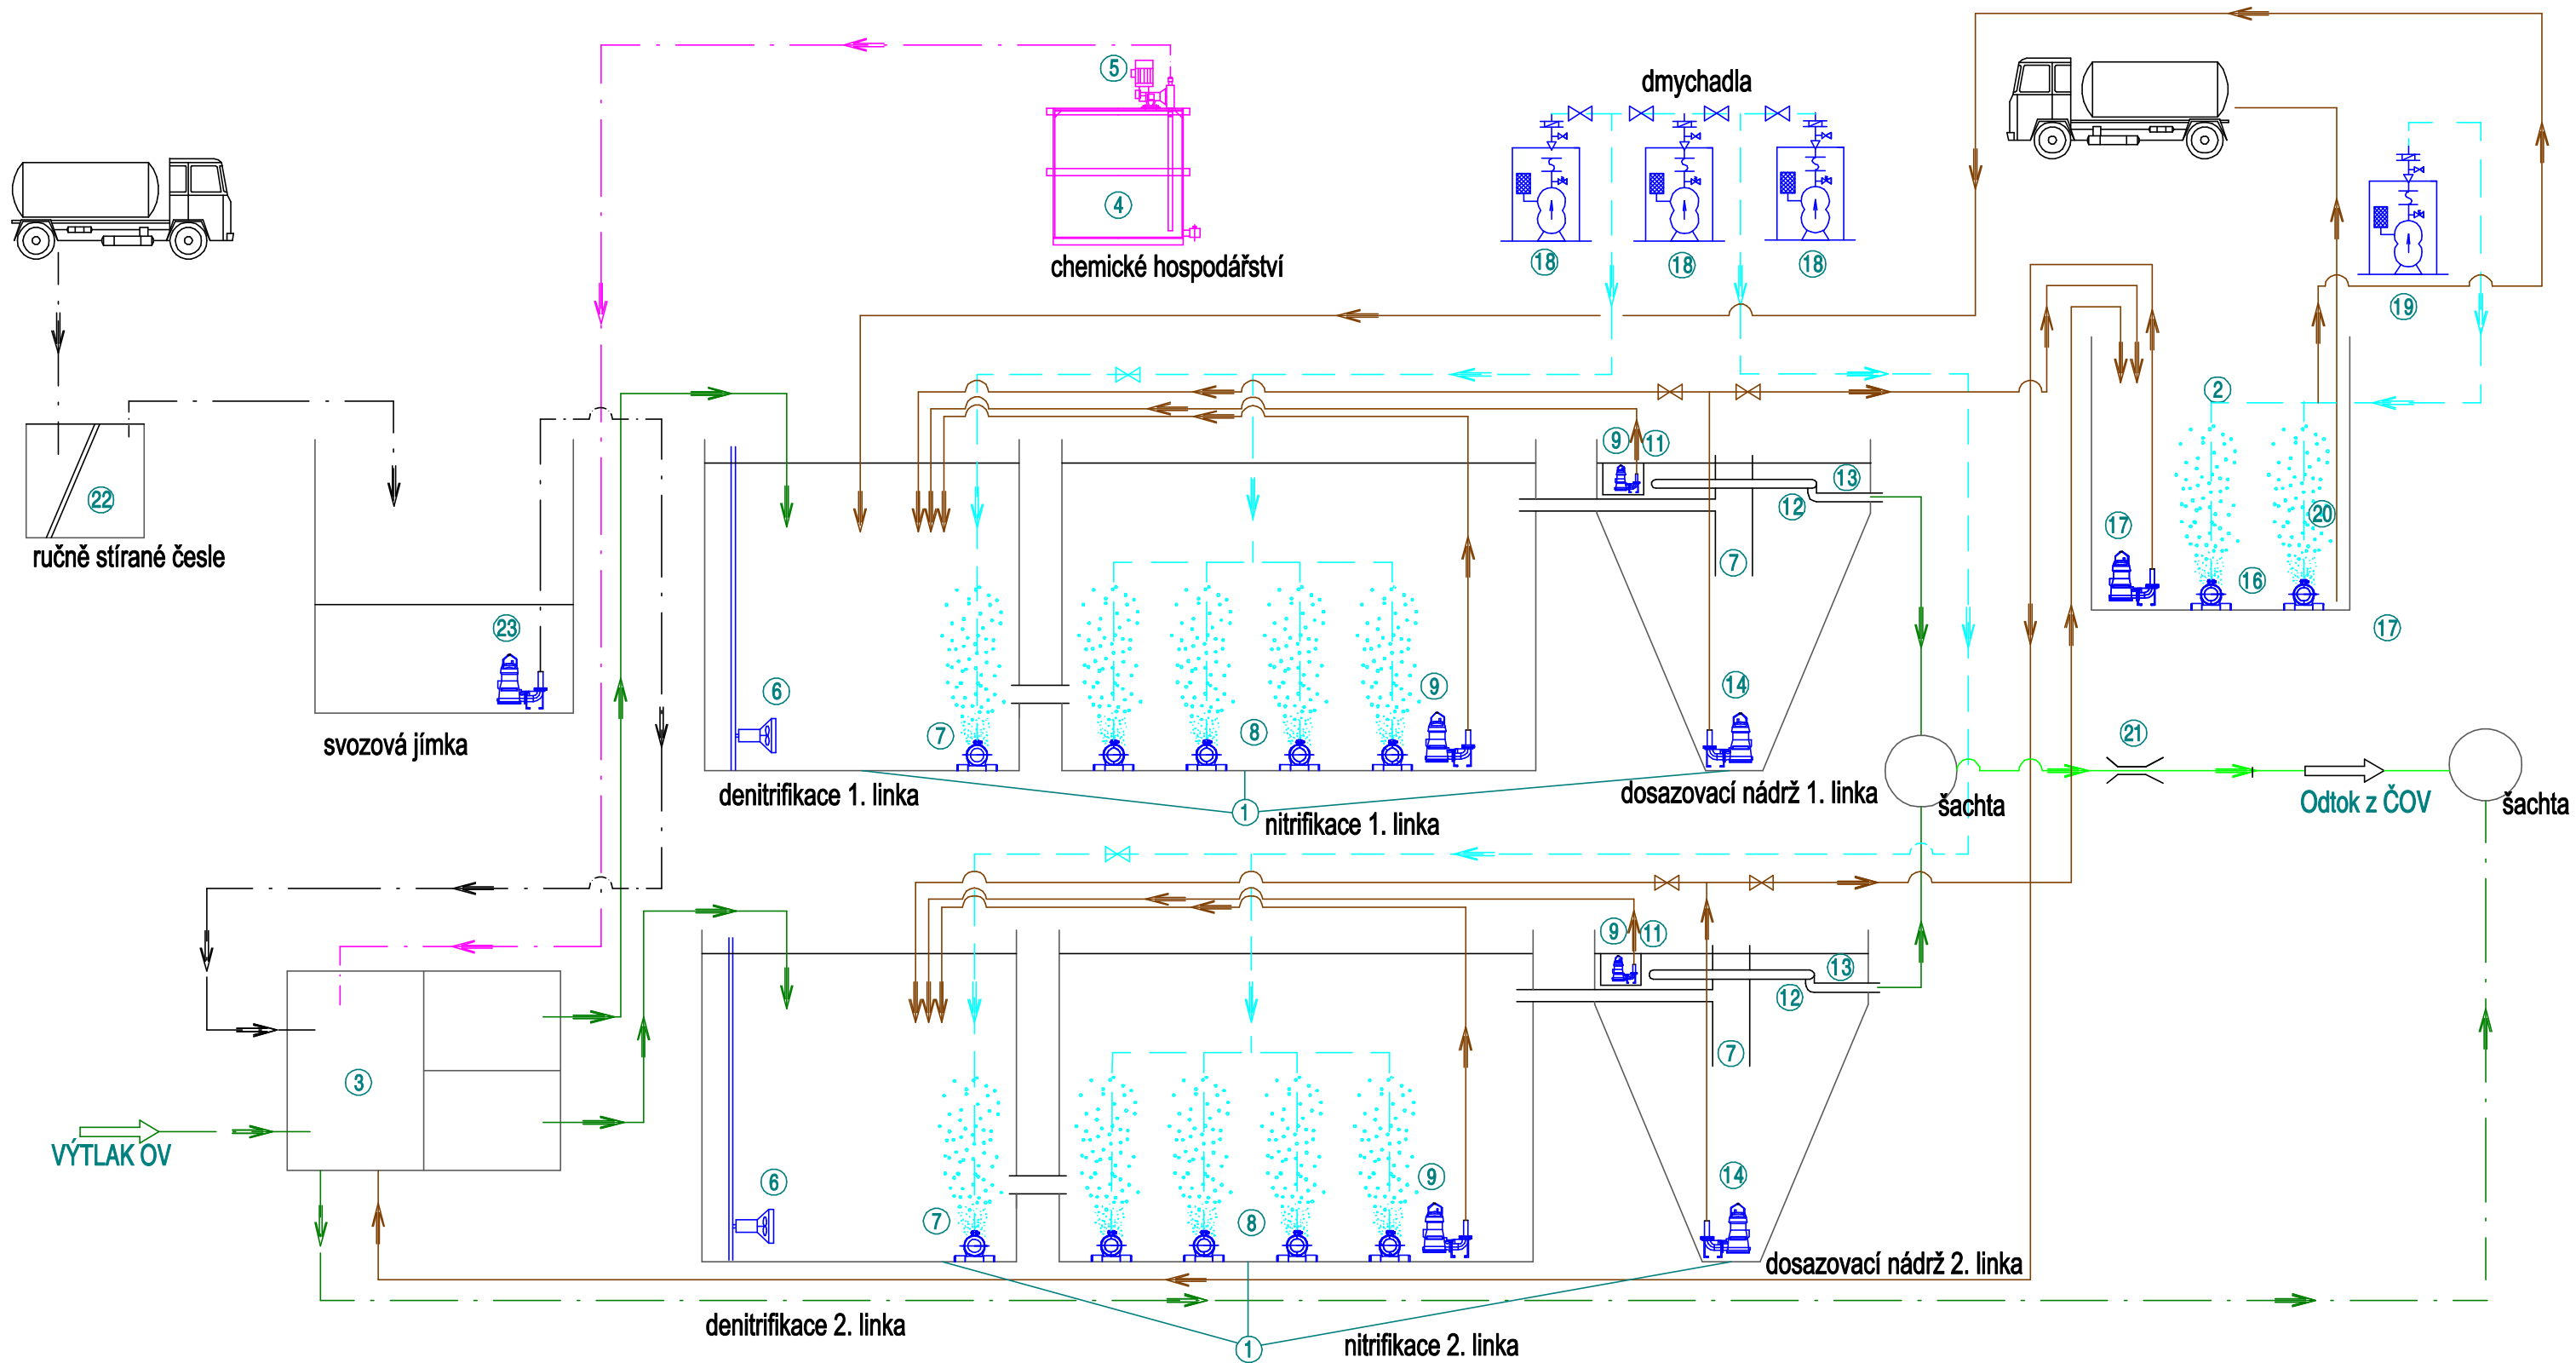 dmychadla
5
4
chemické hospodářství
18
18
18
19
2
22
ručně stírané česle
9
11
13
12
20
17
7
16
17
23
6
14
9
7
8
svozová jímka
21
denitrifikace 1. linka
1
nitrifikace 1. linka
dosazovací nádrž 1. linka
šachta
Odtok z ČOV
šachta
9
11
13
12
3
7
VÝTLAK OV
6
14
9
7
8
dosazovací nádrž 2. linka
denitrifikace 2. linka
1
nitrifikace 2. linka